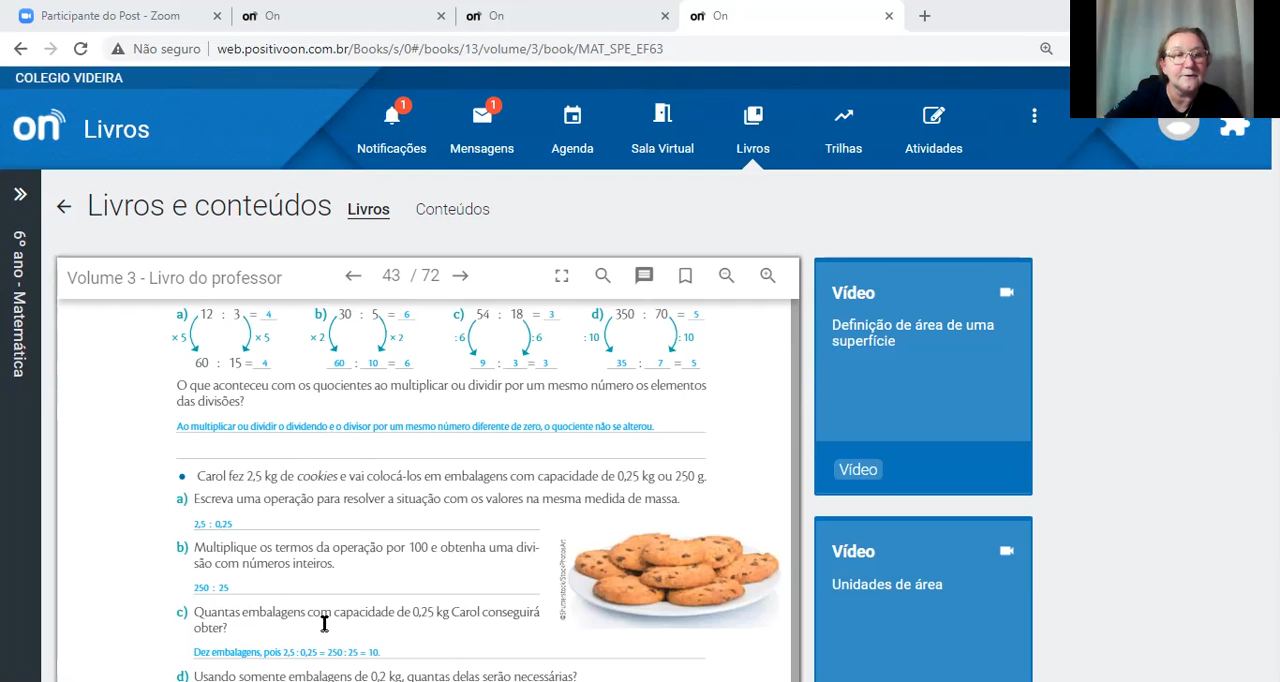 Participante do Post - Zoom
On
On
On
Não seguro
web.positivoon.com.br/Books/s/0#/books/13/volume/3/book/MAT_SPE_EF63
COLEGIO VIDEIRA
on
Livros
1
1
Notificações
Mensagens
Agenda
Sala Virtual
Livros
Trilhas
Atividades
Livros e conteúdos
Livros
Conteúdos
6º ano - Matemática
Volume 3 - Livro do professor
43 / 72
a) 12 : 3 = 4
b) 30 : 5 = 6
c) 54 : 18 = 3
d) 350 : 70 = 5
× 5 × 5
× 2 × 2
: 6 : 6
: 10 : 10
60 : 15 = 4
60 : 10 = 6
9 : 3 = 3
35 : 7 = 5
O que aconteceu com os quocientes ao multiplicar ou dividir por um mesmo número os elementos
das divisões?
Ao multiplicar ou dividir o dividendo e o divisor por um mesmo número diferente de zero, o quociente não se alterou.
• Carol fez 2,5 kg de cookies e vai colocá-los em embalagens com capacidade de 0,25 kg ou 250 g.
a) Escreva uma operação para resolver a situação com os valores na mesma medida de massa.
2,5 : 0,25
b) Multiplique os termos da operação por 100 e obtenha uma divi-
são com números inteiros.
250 : 25
c) Quantas embalagens com capacidade de 0,25 kg Carol conseguirá
obter?
Dez embalagens, pois 2,5 : 0,25 = 250 : 25 = 10.
d) Usando somente embalagens de 0,2 kg, quantas delas serão necessárias?
Vídeo
Definição de área de uma
superfície
Vídeo
Vídeo
Unidades de área